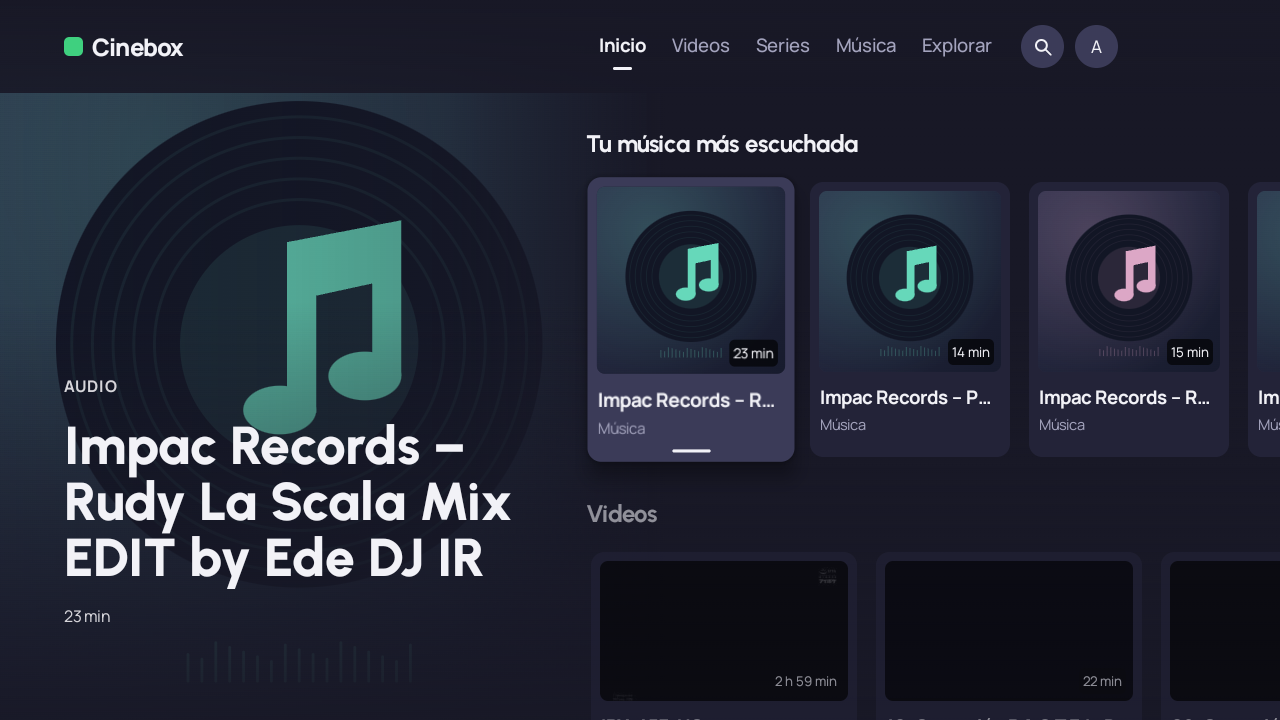 Cinebox
Inicio
Videos
Series
Música
Explorar
A
AUDIO
Impac Records –
Rudy La Scala Mix
EDIT by Ede DJ IR
23 min
Tu música más escuchada
23 min
Impac Records – R...
Música
14 min
Impac Records – P...
Música
15 min
Impac Records – R...
Música
Videos
2 h 59 min
22 min